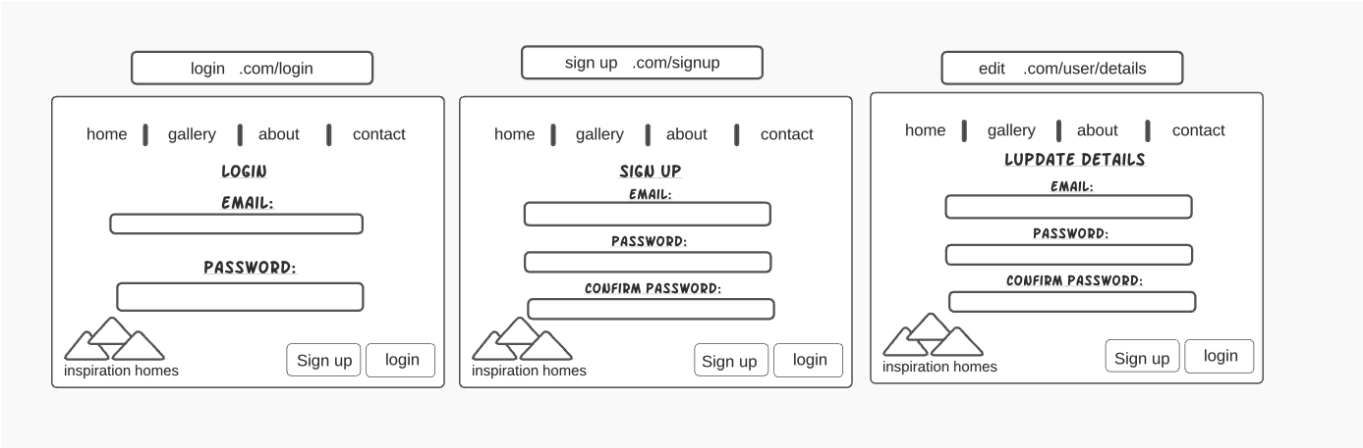 login .com/login
home gallery about contact
LOGIN
EMAIL:
PASSWORD:
Sign up login
inspiration homes
sign up .com/signup
home gallery about contact
SIGN UP
EMAIL:
PASSWORD:
CONFIRM PASSWORD:
Sign up login
inspiration homes
edit .com/user/details
home gallery about contact
LUPDATE DETAILS
EMAIL:
PASSWORD:
CONFIRM PASSWORD:
Sign up login
inspiration homes